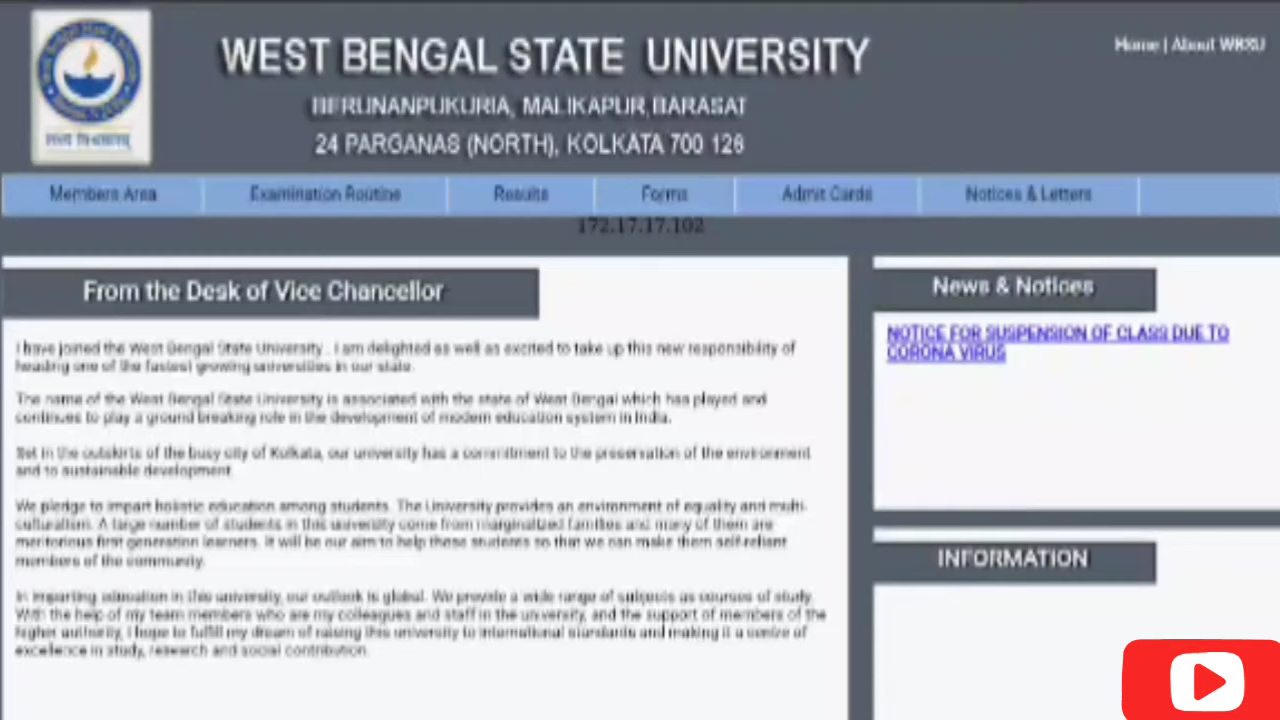 WEST BENGAL STATE UNIVERSITY
Home | About WBSU
BERUNANPUKURIA, MALIKAPUR,BARASAT
24 PARGANAS (NORTH), KOLKATA 700 126
Members Area Examination Routine Results Forms Admit Cards Notices & Letters
172.17.17.102
From the Desk of Vice Chancellor
I have joined the West Bengal State University . I am delighted as well as excited to take up this new responsibility of
heading one of the fastest growing universities in our state.
The name of the West Bengal State University is associated with the state of West Bengal which has played and
continues to play a ground breaking role in the development of modern education system in India.
Set in the outskirts of the busy city of Kolkata, our university has a commitment to the preservation of the environment
and to sustainable development
We pledge to impart holistic education among students. The University provides an environment of equality and multi-
culturalism. A large number of students in this university come from marginalized families and many of them are
meritorious first generation learners. It will be our aim to help these students so that we can make them self-reliant
members of the community.
In imparting education in this university, our outlook is global. We provide a wide range of subjects as courses of study.
With the help of my team members who are my colleagues and staff in the university, and the support of members of the
higher authority, I hope to fulfill my dream of raising this university to international standards and making it a centre of
excellence in study, research and social contribution.
News & Notices
NOTICE FOR SUSPENSION OF CLASS DUE TO
CORONA VIRUS
INFORMATION